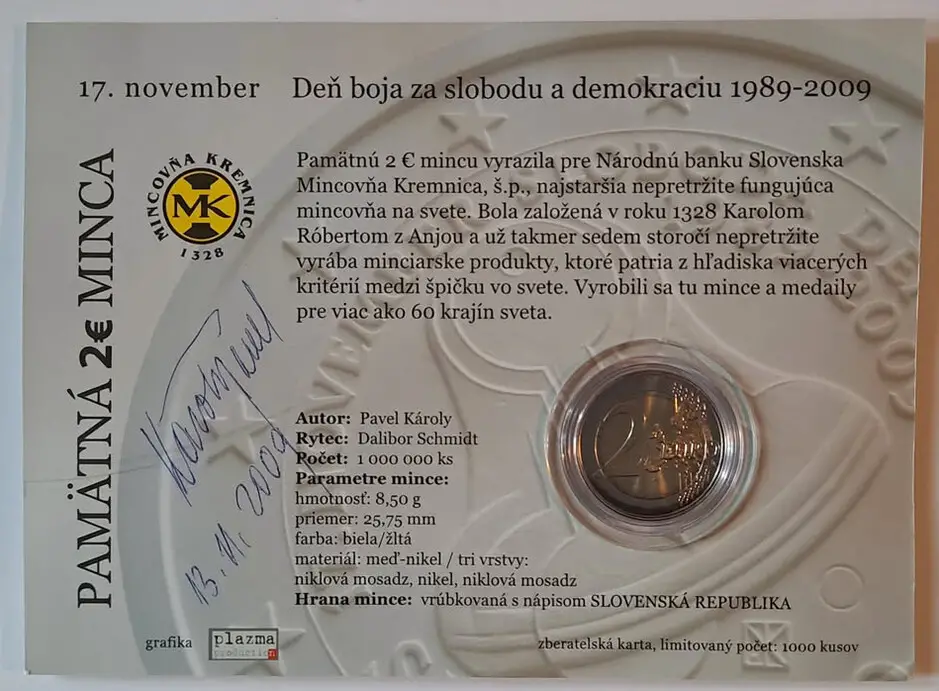 17. november Deň boja za slobodu a demokraciu 1989-2009
PAMÄTNÁ 2€ MINCA
MINCOVŇA KREMNICA
MK
1328
Pamätnú 2 € mincu vyrazila pre Národnú banku Slovenska
Mincovňa Kremnica, š.p., najstaršia nepretržite fungujúca
mincovňa na svete. Bola založená v roku 1328 Karolom
Róbertom z Anjou a už takmer sedem storočí nepretržite
vyrába minciarske produkty, ktoré patria z hľadiska viacerých
kritérií medzi špičku vo svete. Vyrobili sa tu mince a medaily
pre viac ako 60 krajín sveta.
13. 11. 2009
Autor: Pavel Károly
Rytec: Dalibor Schmidt
Počet: 1 000 000 ks
Parametre mince:
hmotnosť: 8,50 g
priemer: 25,75 mm
farba: biela/žltá
materiál: meď-nikel / tri vrstvy:
niklová mosadz, nikel, niklová mosadz
Hrana mince: vrúbkovaná s nápisom SLOVENSKÁ REPUBLIKA
2 EURO
grafika plazma
production
zberatelská karta, limitovaný počet: 1000 kusov